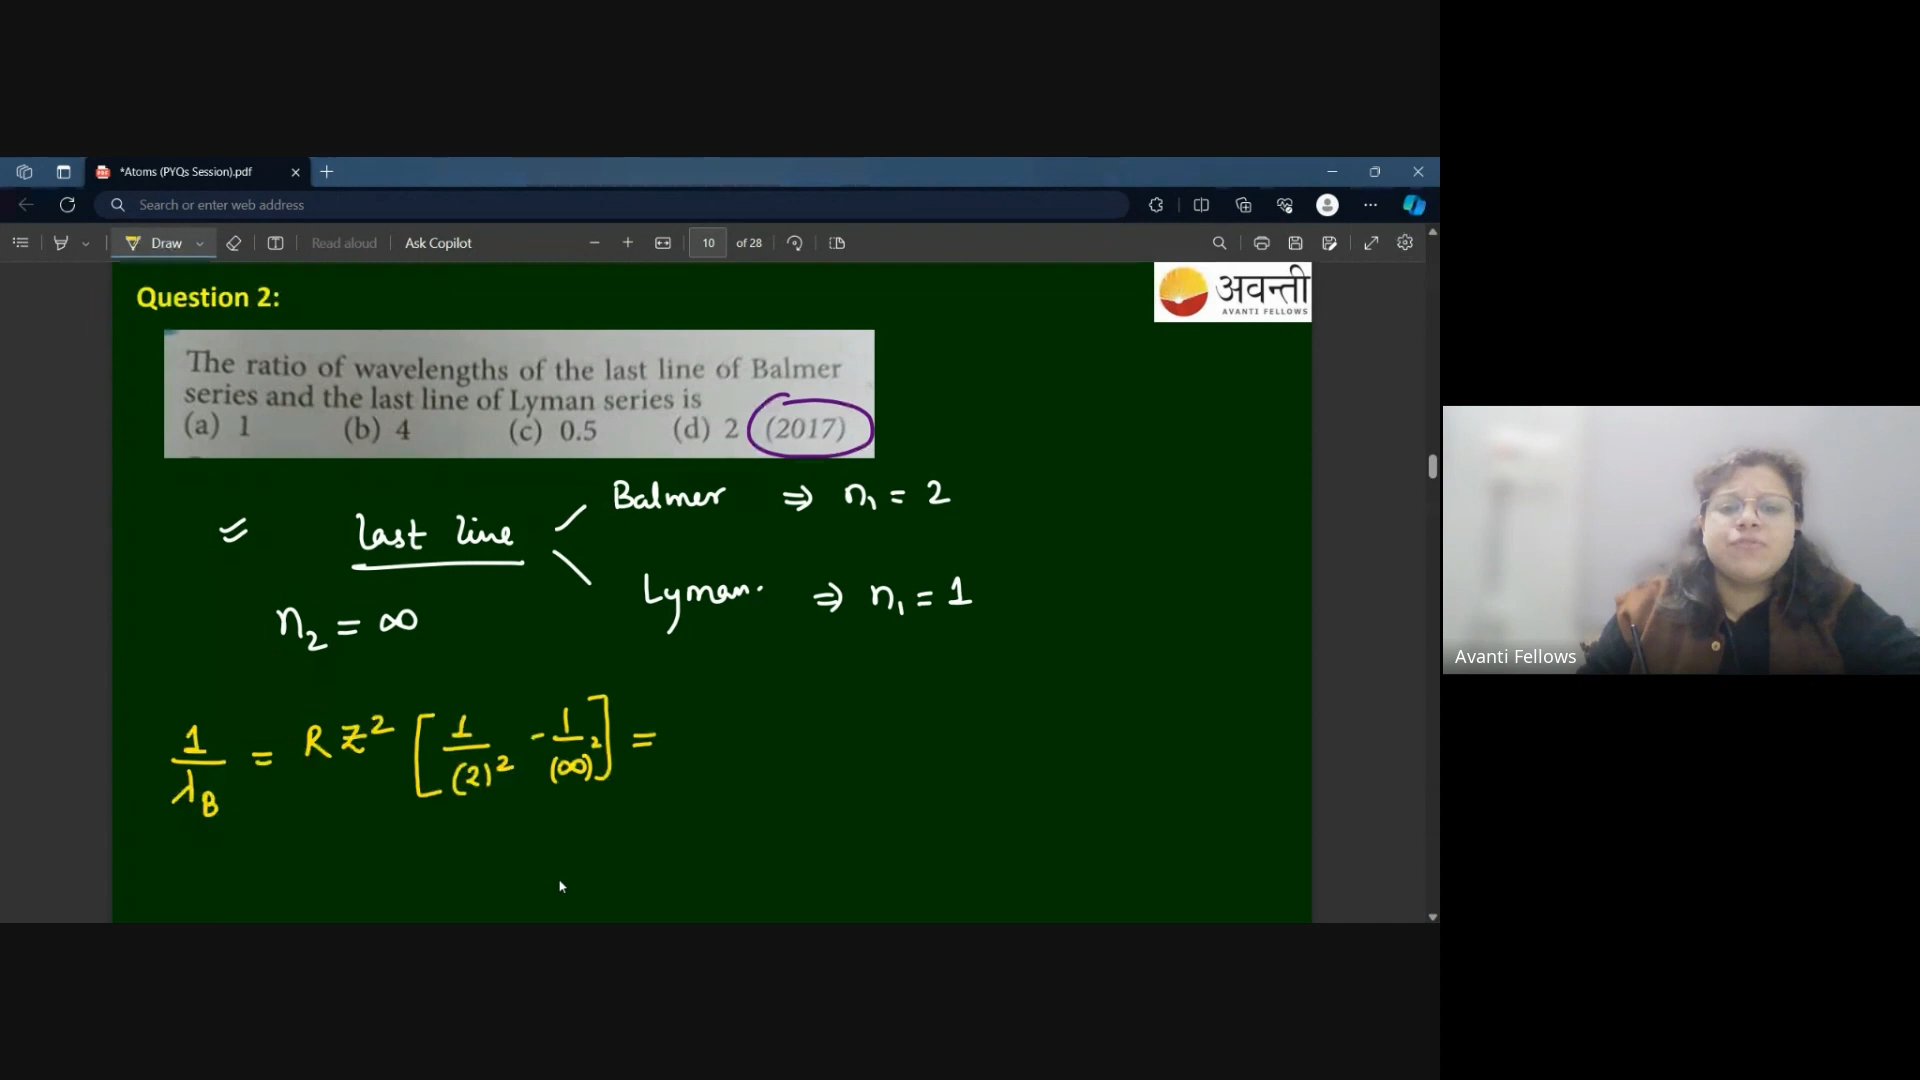 *Atoms (PYQs Session).pdf
Search or enter web address
Draw
Read aloud
Ask Copilot
10 of 28
Question 2:
अवन्ती
AVANTI FELLOWS
The ratio of wavelengths of the last line of Balmer
series and the last line of Lyman series is
(a) 1 (b) 4 (c) 0.5 (d) 2 (2017)
Balmer ⇒ n₁ = 2
last line
Lyman. ⇒ n₁ = 1
n₂ = ∞
1/λ_B = R Z² [1/(2)² - 1/(∞)²] =
Avanti Fellows